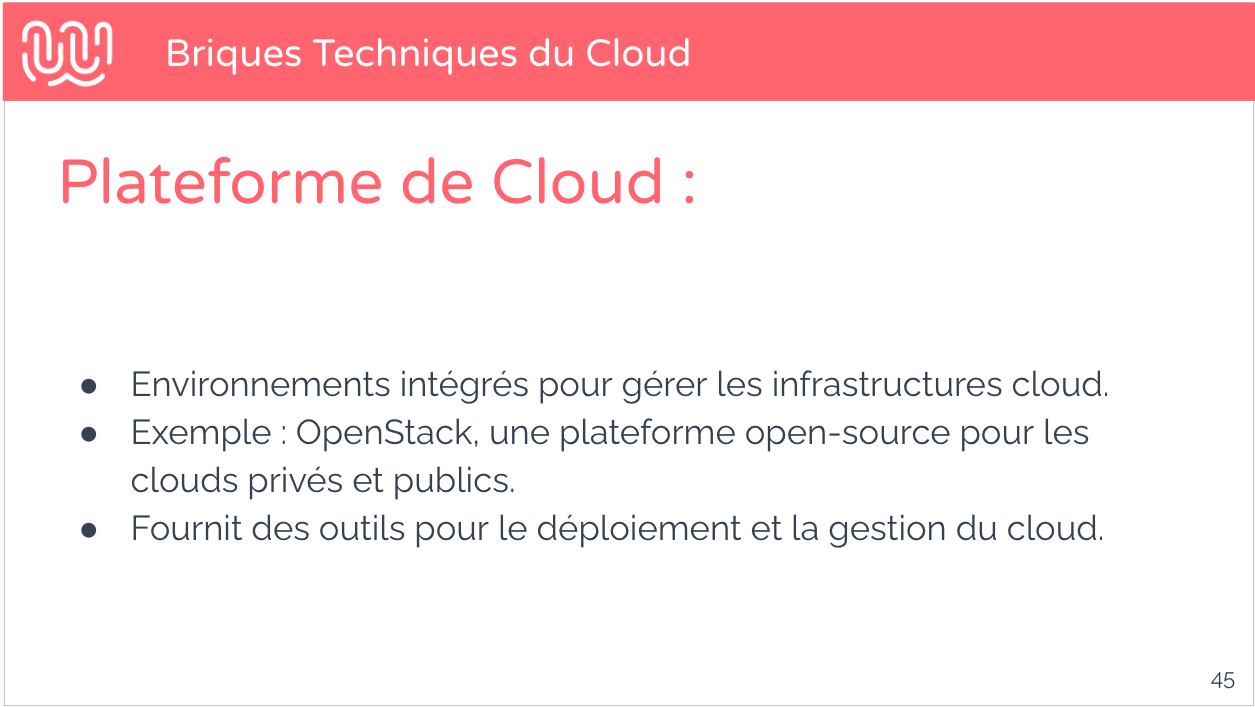 Briques Techniques du Cloud
Plateforme de Cloud :
● Environnements intégrés pour gérer les infrastructures cloud.
● Exemple : OpenStack, une plateforme open-source pour les
clouds privés et publics.
● Fournit des outils pour le déploiement et la gestion du cloud.
45